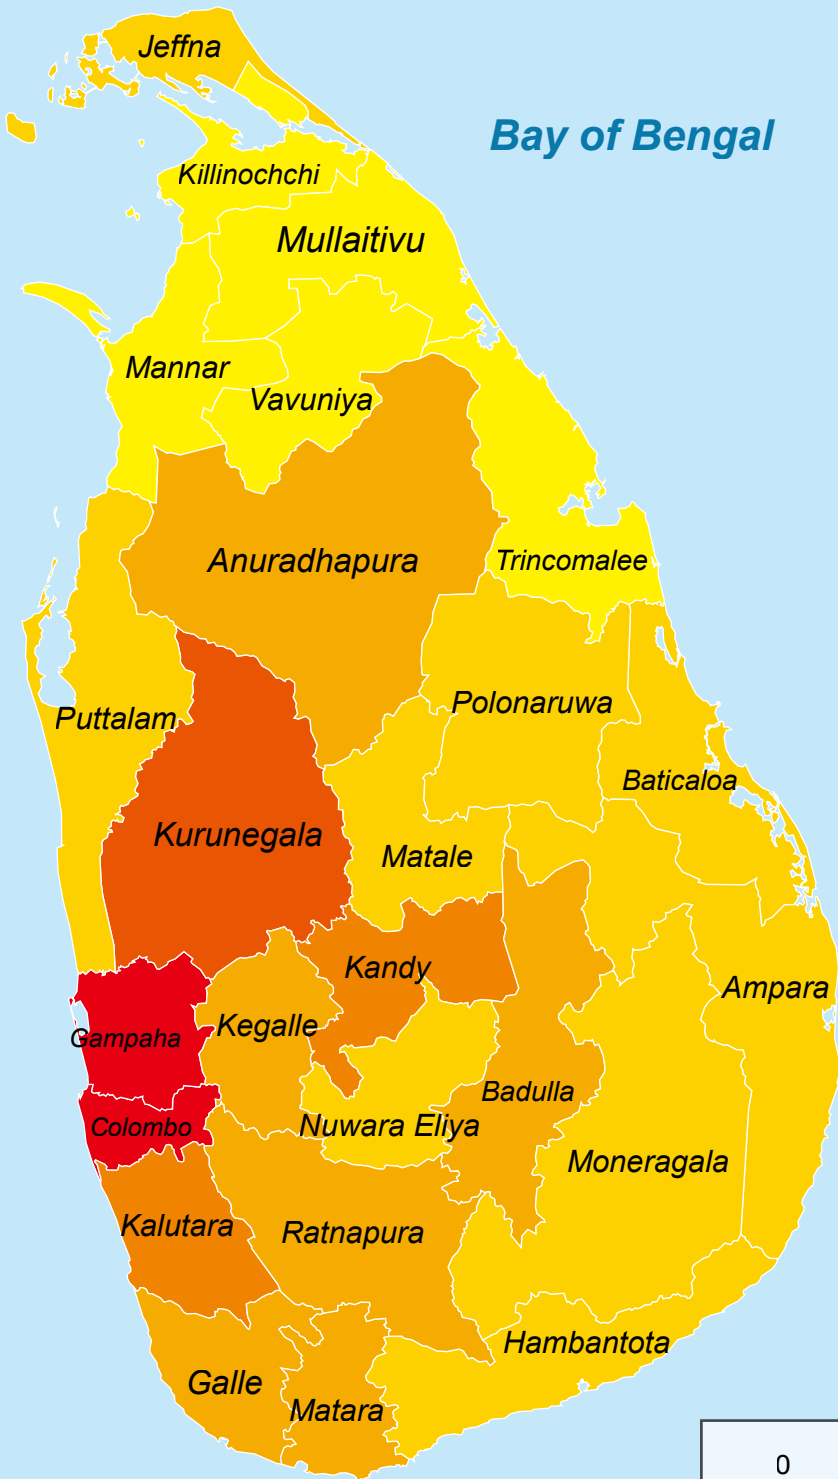 Jeffna
Bay of Bengal
Killinochchi
Mullaitivu
Mannar
Vavuniya
Anuradhapura
Trincomalee
Polonaruwa
Puttalam
Baticaloa
Kurunegala
Matale
Kandy
Ampara
Kegalle
Gampaha
Badulla
Nuwara Eliya
Colombo
Moneragala
Kalutara
Ratnapura
Hambantota
Galle
Matara
0